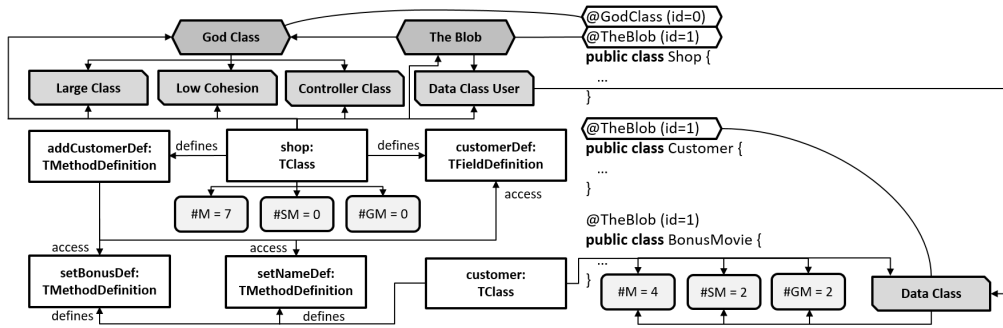 God Class
The Blob
@GodClass (id=0)
@TheBlob (id=1)
public class Shop {
...
}
Large Class
Low Cohesion
Controller Class
Data Class User
addCustomerDef:
TMethodDefinition
defines
shop:
TClass
defines
customerDef:
TFieldDefinition
access
@TheBlob (id=1)
public class Customer {
...
}
#M = 7
#SM = 0
#GM = 0
@TheBlob (id=1)
public class BonusMovie {
...
}
access
access
setBonusDef:
TMethodDefinition
setNameDef:
TMethodDefinition
customer:
TClass
defines
defines
#M = 4
#SM = 2
#GM = 2
Data Class